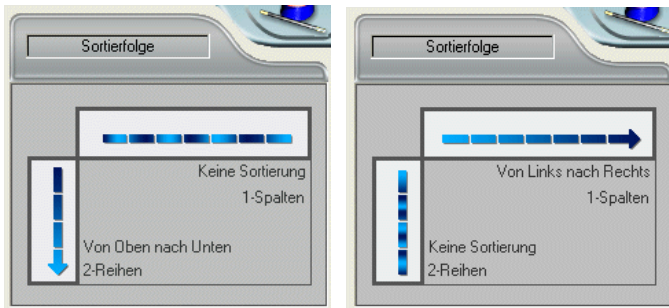 Sortierfolge
Keine Sortierung
1-Spalten
Von Oben nach Unten
2-Reihen
Sortierfolge
Von Links nach Rechts
1-Spalten
Keine Sortierung
2-Reihen